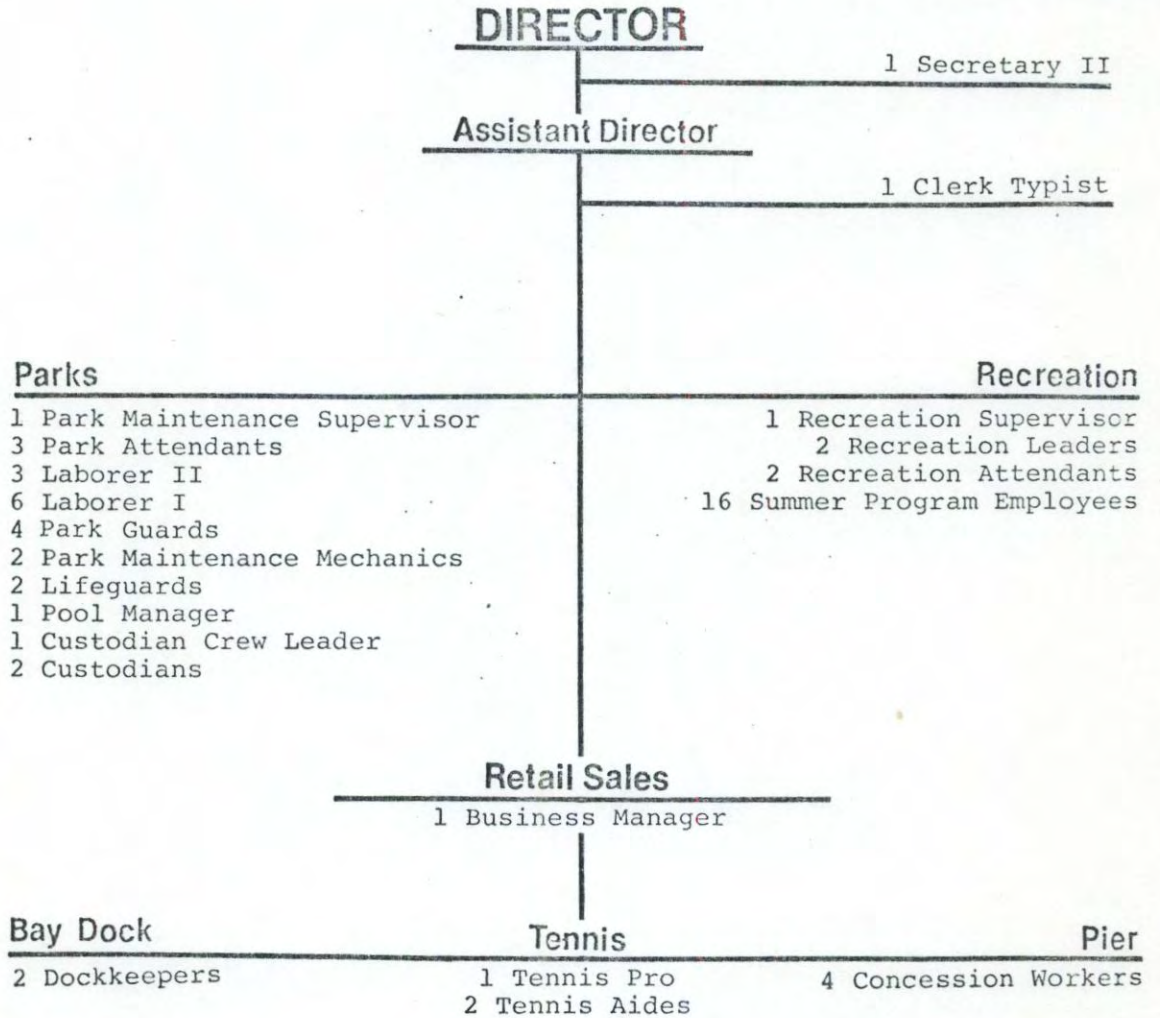 DIRECTOR
1 Secretary II
Assistant Director
1 Clerk Typist
Parks
1 Park Maintenance Supervisor
3 Park Attendants
3 Laborer II
6 Laborer I
4 Park Guards
2 Park Maintenance Mechanics
2 Lifeguards
1 Pool Manager
1 Custodian Crew Leader
2 Custodians
Recreation
1 Recreation Supervisor
2 Recreation Leaders
2 Recreation Attendants
16 Summer Program Employees
Retail Sales
1 Business Manager
Bay Dock
2 Dockkeepers
Tennis
1 Tennis Pro
2 Tennis Aides
Pier
4 Concession Workers